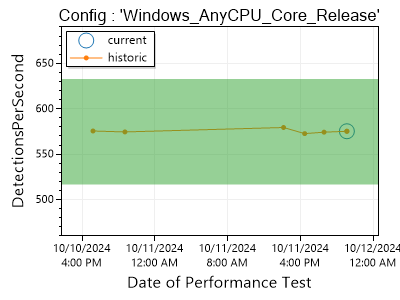 Config : 'Windows_AnyCPU_Core_Release'
current
historic
DetectionsPerSecond
650
600
550
500
10/10/2024 10/11/2024 10/11/2024 10/11/2024 10/12/2024
4:00 PM 12:00 AM 8:00 AM 4:00 PM 12:00 AM
Date of Performance Test